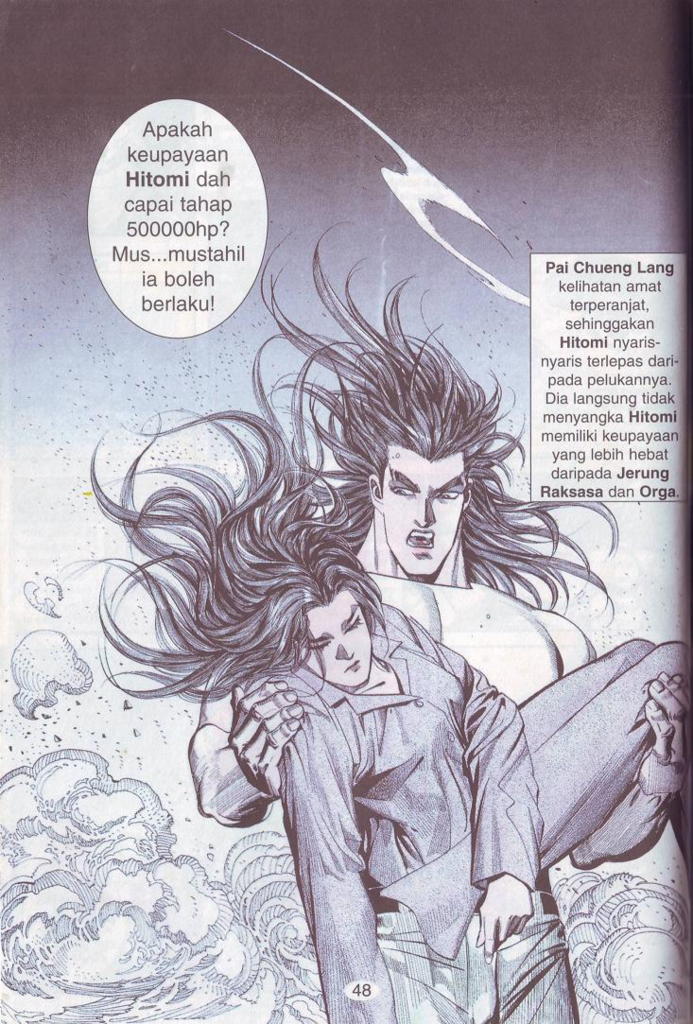 Apakah
keupayaan
Hitomi dah
capai tahap
500000hp?
Mus...mustahil
ia boleh
berlaku!
Pai Chueng Lang
kelihatan amat
terperanjat,
sehinggakan
Hitomi nyaris-
nyaris terlepas dari-
pada pelukannya.
Dia langsung tidak
menyangka Hitomi
memiliki keupayaan
yang lebih hebat
daripada Jerung
Raksasa dan Orga.
48